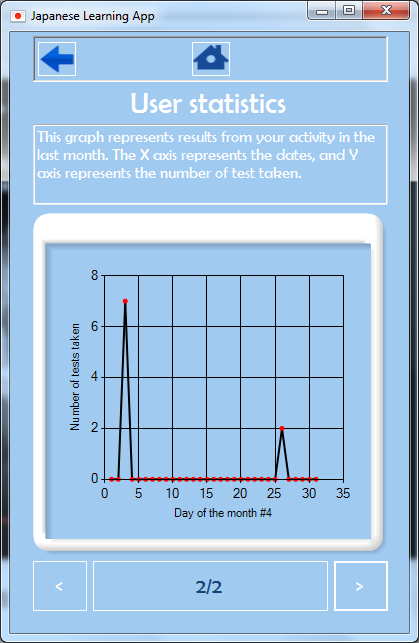 Japanese Learning App
User statistics
This graph represents results from your activity in the
last month. The X axis represents the dates, and Y
axis represents the number of test taken.
Number of tests taken
8
6
4
2
0
0 5 10 15 20 25 30 35
Day of the month #4
< 2/2 >